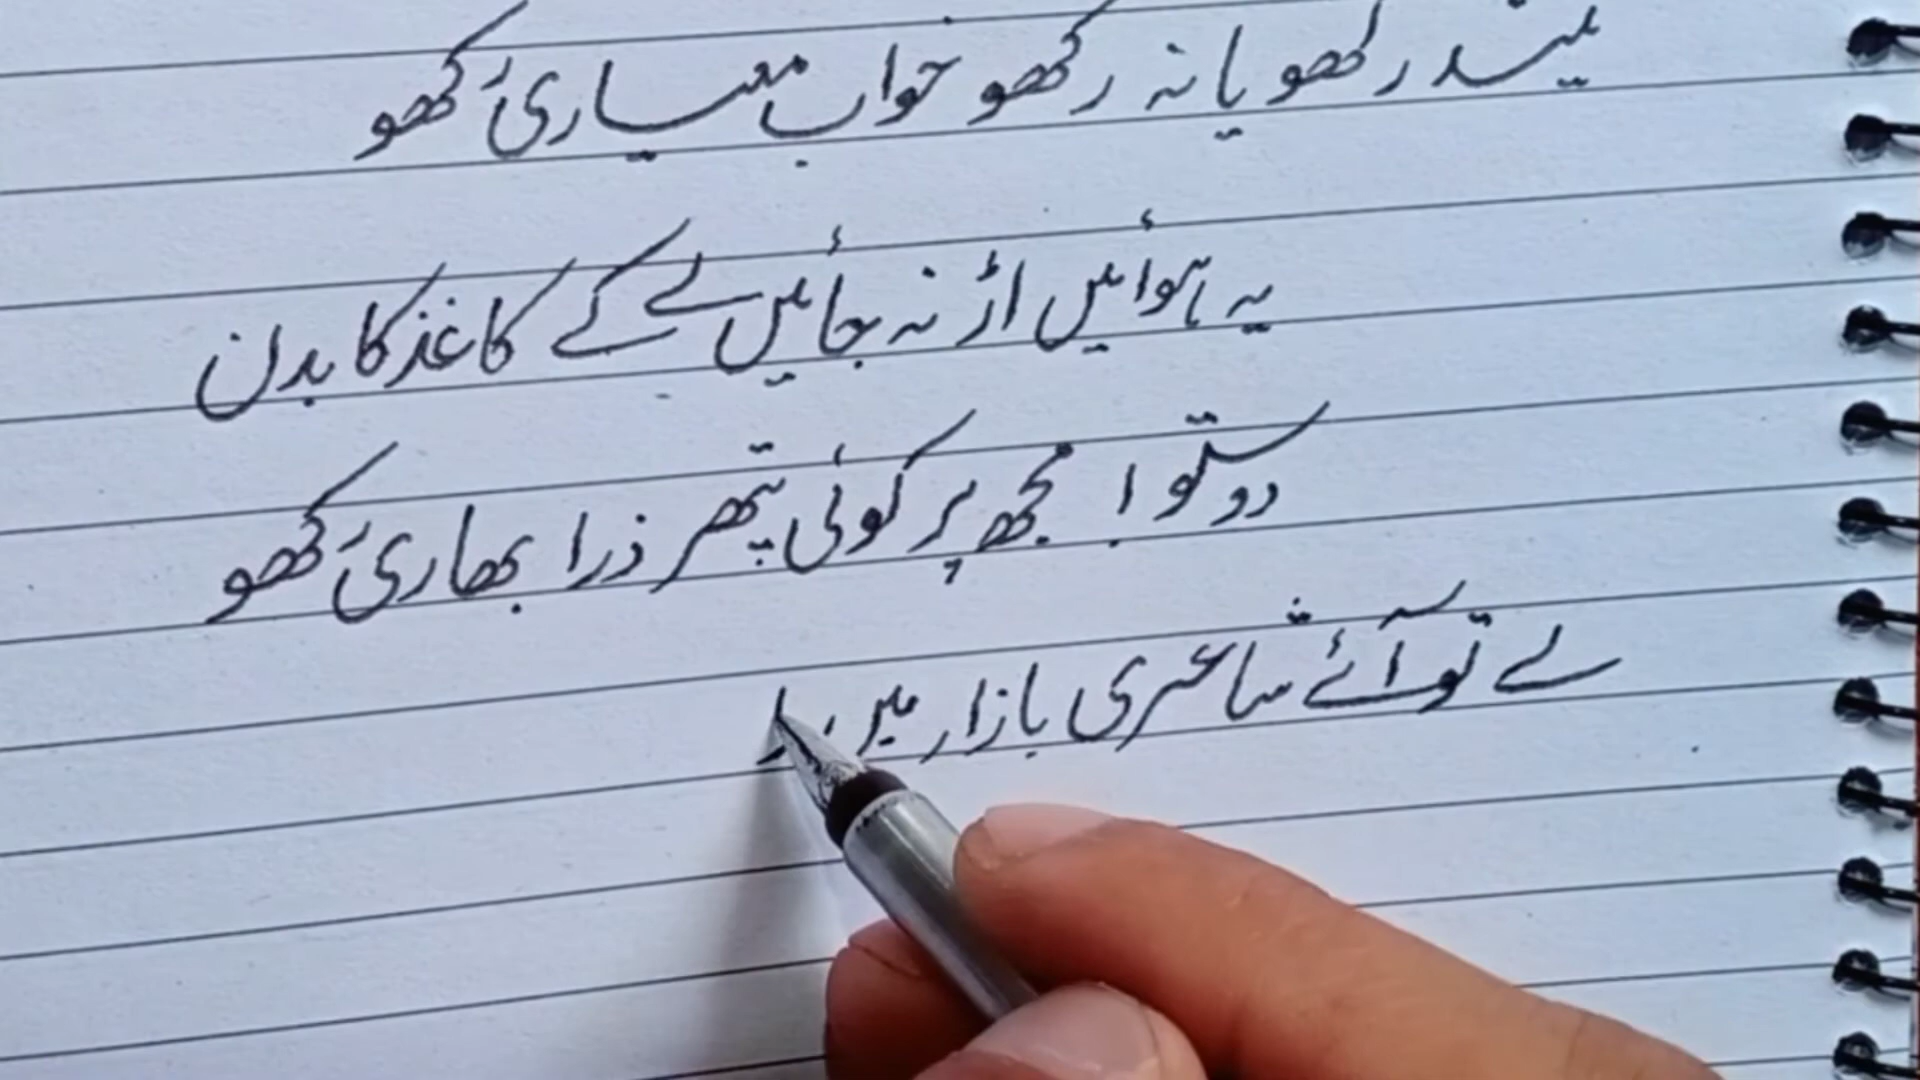 نیند رکھو یا نہ رکھو خواب معیاری رکھو
یہ ہوائیں اڑ نہ جائیں لے کے کاغذ کا بدن
دوستو! مجھ پر کوئی پتھر ذرا بھاری رکھو
لے تو آئے شاعری بازار میں